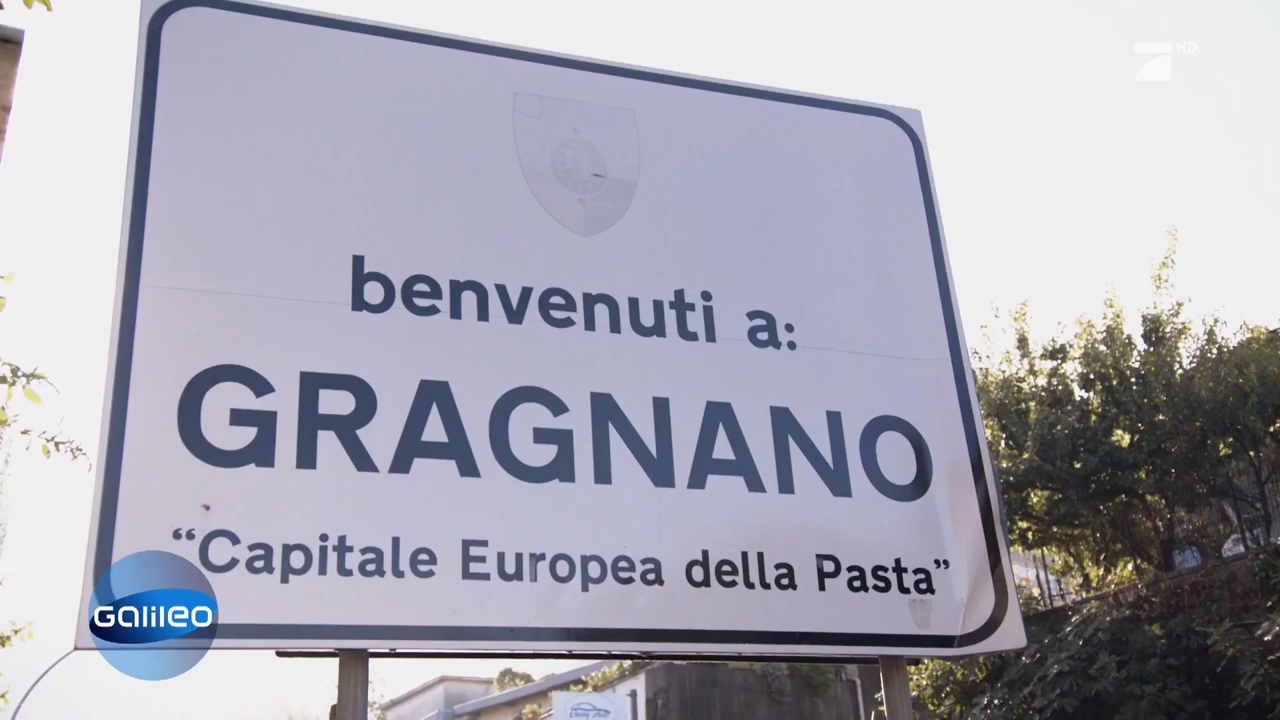 HD
benvenuti a:
GRAGNANO
“Capitale Europea della Pasta”
Galileo